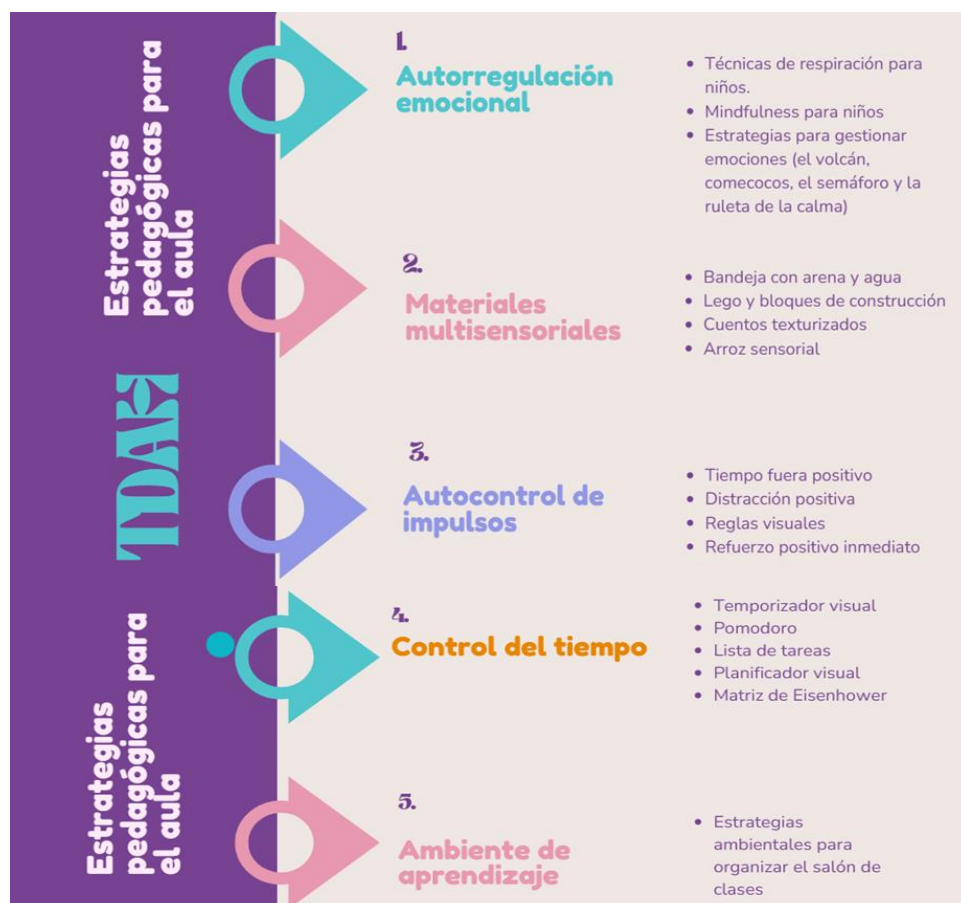 Estrategias
pedagógicas para
el aula
TDAH
Estrategias
pedagógicas para
el aula
1.
Autorregulación
emocional
• Técnicas de respiración para
niños.
• Mindfulness para niños
• Estrategias para gestionar
emociones (el volcán,
comecocos, el semáforo y la
ruleta de la calma)
2.
Materiales
multisensoriales
• Bandeja con arena y agua
• Lego y bloques de construcción
• Cuentos texturizados
• Arroz sensorial
3.
Autocontrol de
impulsos
• Tiempo fuera positivo
• Distracción positiva
• Reglas visuales
• Refuerzo positivo inmediato
4.
Control del tiempo
• Temporizador visual
• Pomodoro
• Lista de tareas
• Planificador visual
• Matriz de Eisenhower
5.
Ambiente de
aprendizaje
• Estrategias
ambientales para
organizar el salón de
clases